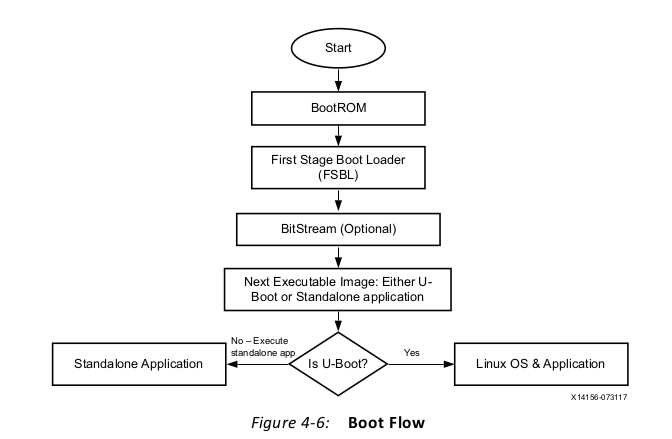 Start
BootROM
First Stage Boot Loader
(FSBL)
BitStream (Optional)
Next Executable Image: Either U-
Boot or Standalone application
No – Execute
standalone app
Standalone Application
Is U-Boot?
Yes
Linux OS & Application
X14156-073117
Figure 4-6: Boot Flow